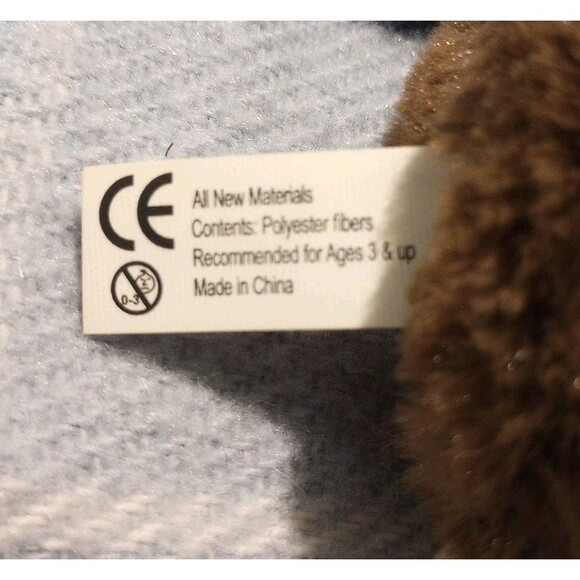 CE
All New Materials
Contents: Polyester fibers
Recommended for Ages 3 & up
Made in China
0-3